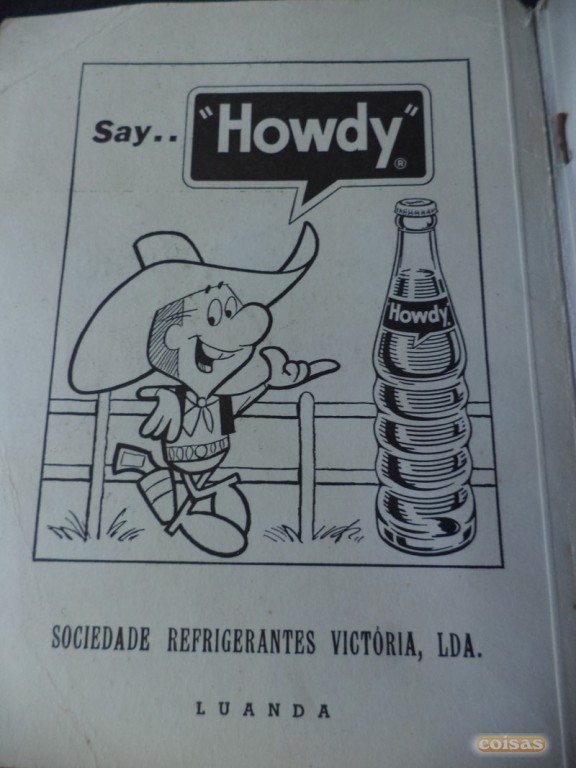 Say.. "Howdy"®
Howdy
SOCIEDADE REFRIGERANTES VICTÓRIA, LDA.
LUANDA
coisas